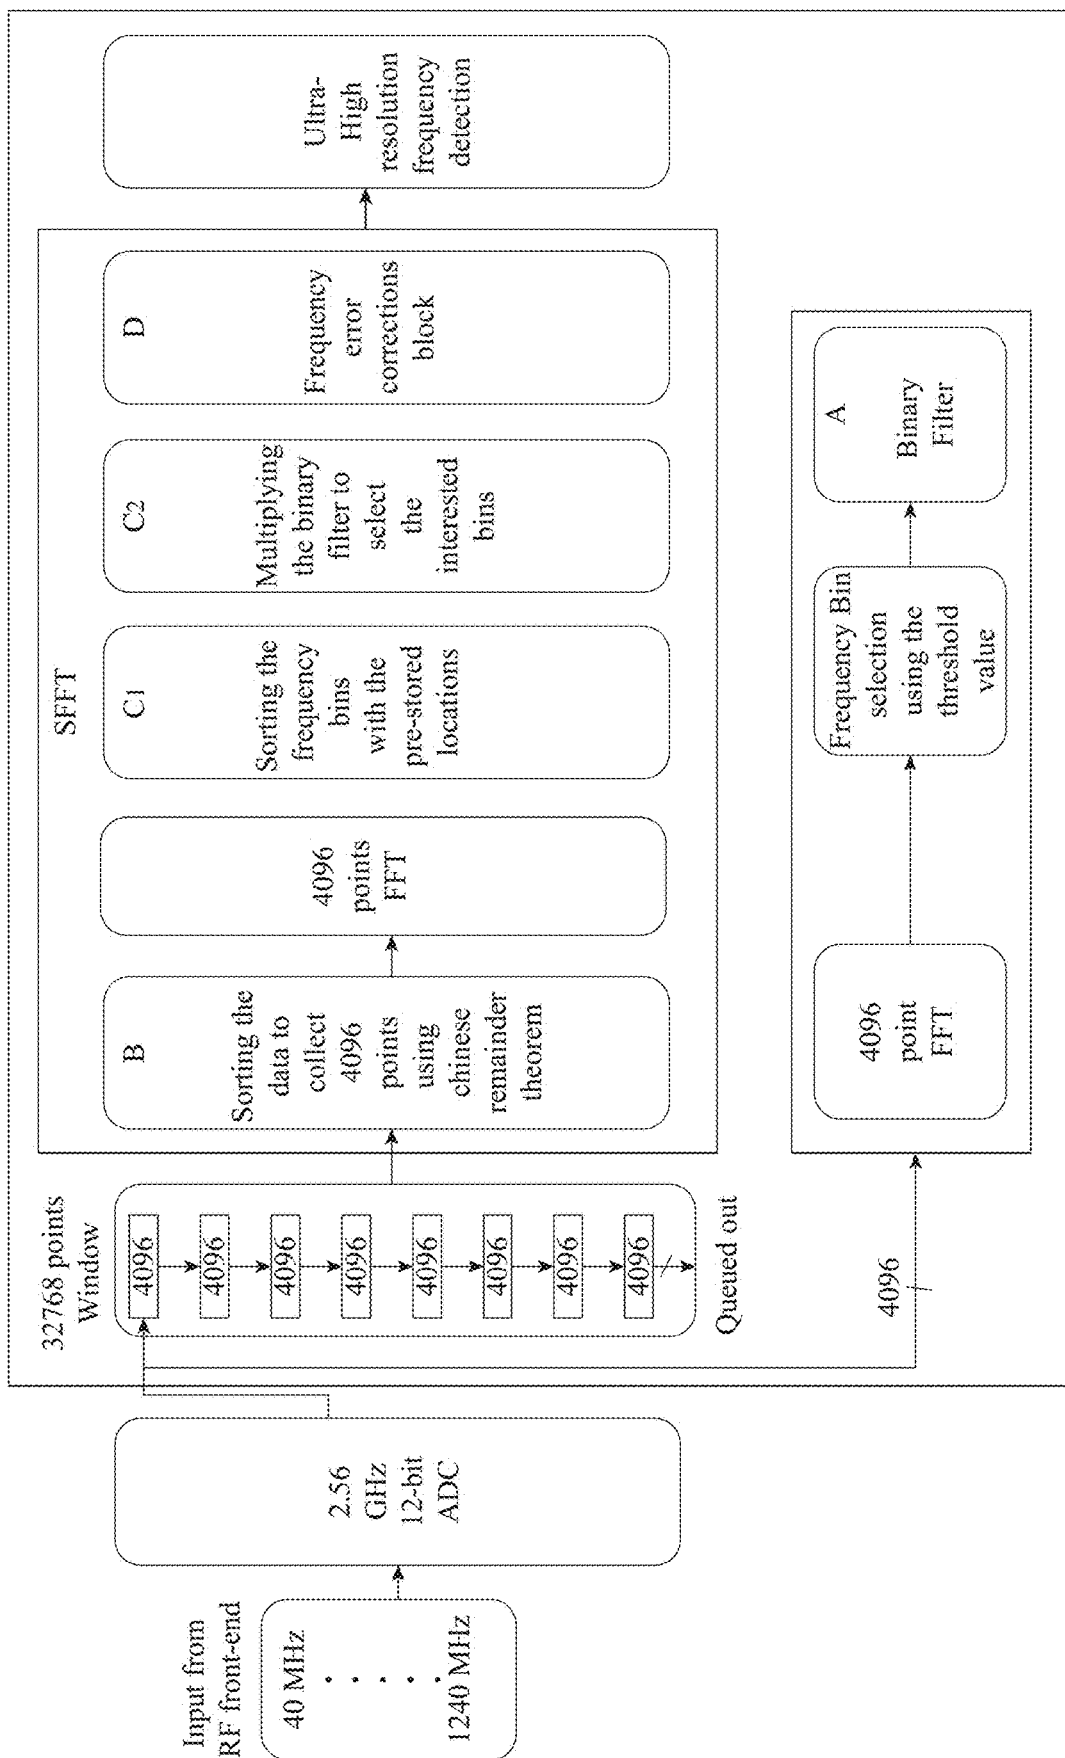 Input from
RF front-end
40 MHz
1240 MHz
2.56
GHz
12-bit
ADC
32768 points
Window
4096
4096
4096
4096
4096
4096
4096
4096
Queued out
4096
SFFT
B
Sorting the
data to
collect
4096
points
using
chinese
remainder
theorem
4096
points
FFT
C1
Sorting the
frequency
bins
with the
pre-stored
locations
C2
Multiplying
the binary
filter to
select
the
interested
bins
D
Frequency
error
corrections
block
Ultra-
High
resolution
frequency
detection
4096
point
FFT
Frequency Bin
selection
using the
threshold
value
A
Binary
Filter